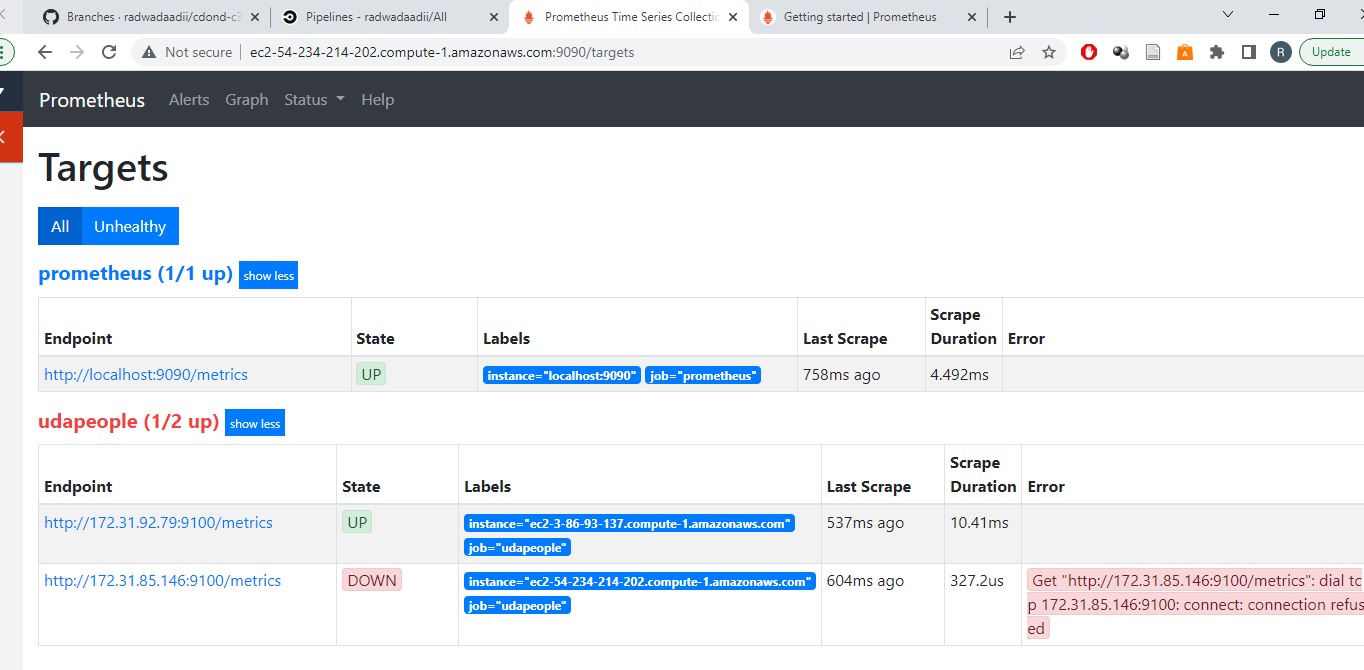 Branches · radwadaadii/cdond-c3
Pipelines - radwadaadii/All
Prometheus Time Series Collectic
Getting started | Prometheus
Not secure
ec2-54-234-214-202.compute-1.amazonaws.com:9090/targets
R
Update
Prometheus Alerts Graph Status Help
Targets
All Unhealthy
prometheus (1/1 up) show less
Endpoint State Labels Last Scrape Scrape Duration Error
http://localhost:9090/metrics UP instance="localhost:9090" job="prometheus" 758ms ago 4.492ms
udapeople (1/2 up) show less
Endpoint State Labels Last Scrape Scrape Duration Error
http://172.31.92.79:9100/metrics UP instance="ec2-3-86-93-137.compute-1.amazonaws.com" 537ms ago 10.41ms
job="udapeople"
http://172.31.85.146:9100/metrics DOWN instance="ec2-54-234-214-202.compute-1.amazonaws.com" 604ms ago 327.2us Get "http://172.31.85.146:9100/metrics": dial tc
job="udapeople" p 172.31.85.146:9100: connect: connection refus
ed